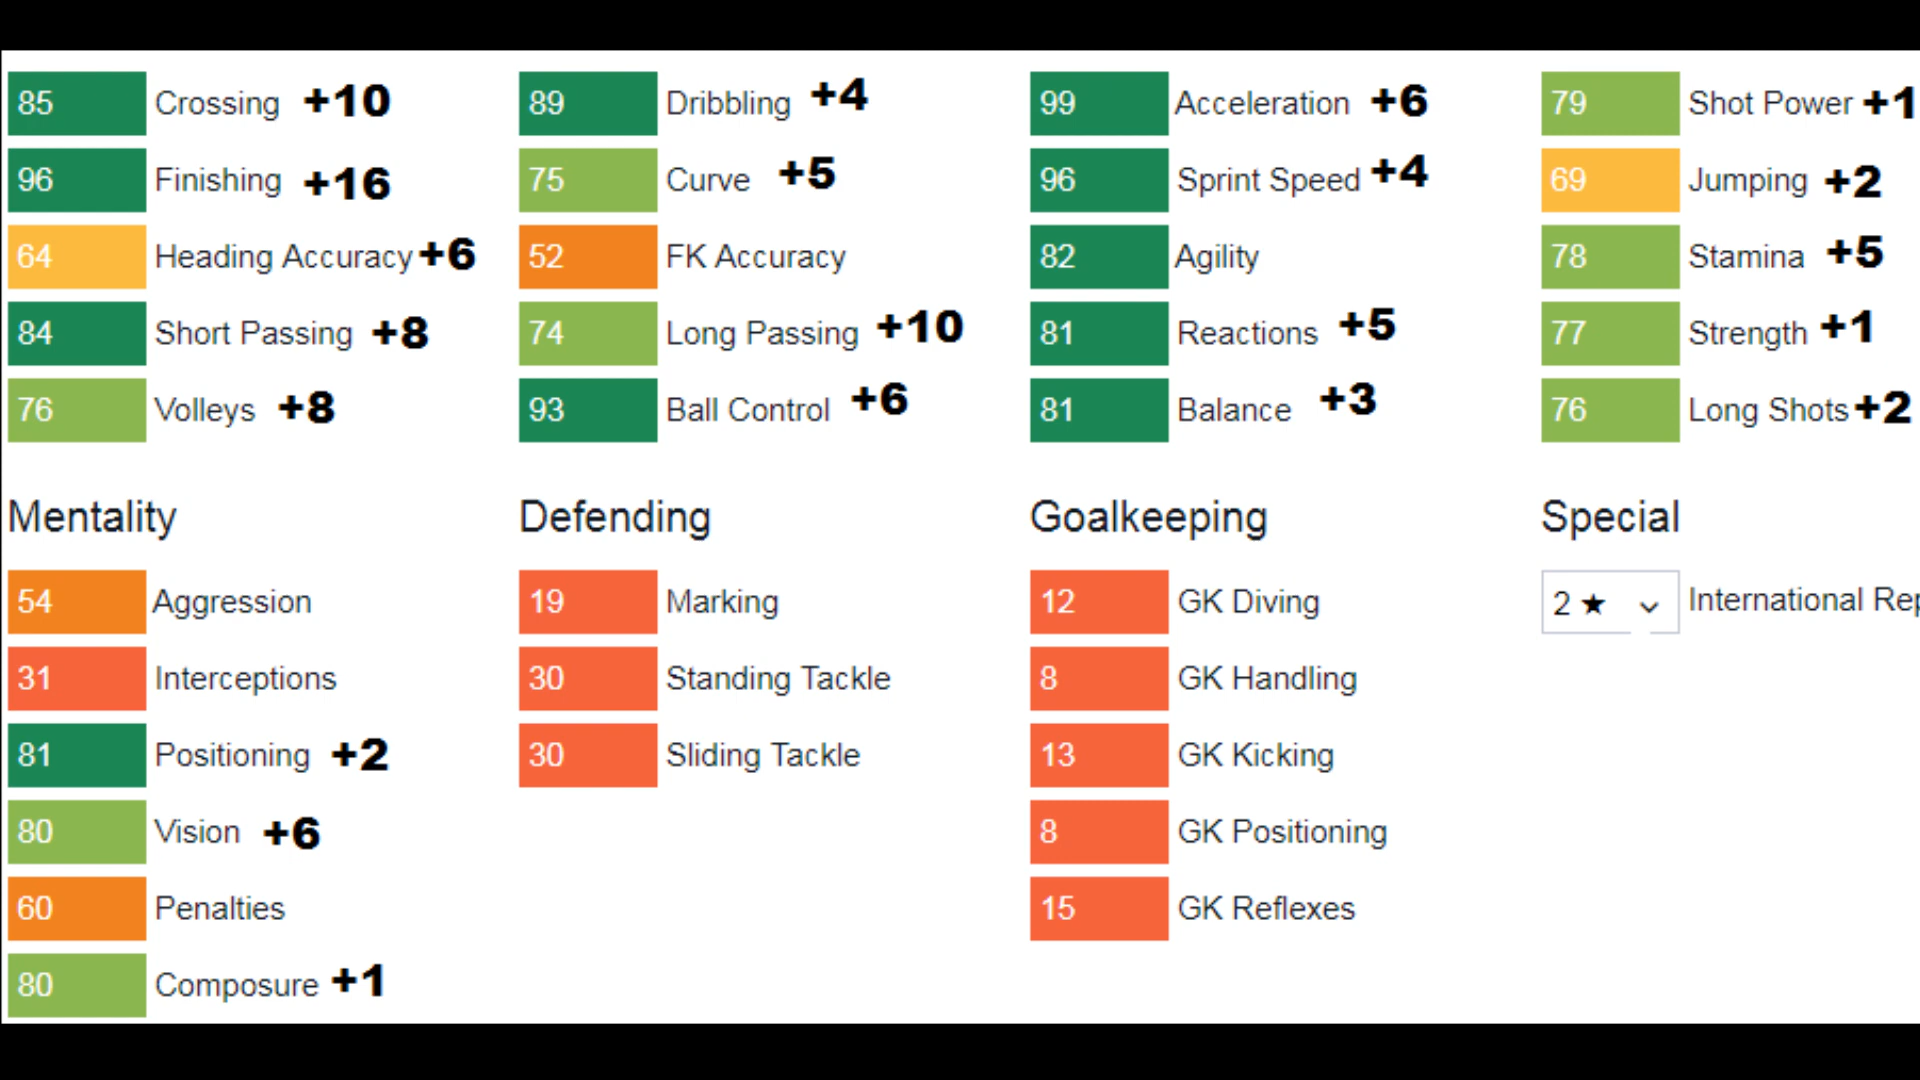 85 Crossing +10
96 Finishing +16
64 Heading Accuracy +6
84 Short Passing +8
76 Volleys +8
89 Dribbling +4
75 Curve +5
52 FK Accuracy
74 Long Passing +10
93 Ball Control +6
99 Acceleration +6
96 Sprint Speed +4
82 Agility
81 Reactions +5
81 Balance +3
79 Shot Power +1
69 Jumping +2
78 Stamina +5
77 Strength +1
76 Long Shots +2
Mentality
54 Aggression
31 Interceptions
81 Positioning +2
80 Vision +6
60 Penalties
80 Composure +1
Defending
19 Marking
30 Standing Tackle
30 Sliding Tackle
Goalkeeping
12 GK Diving
8 GK Handling
13 GK Kicking
8 GK Positioning
15 GK Reflexes
Special
2 ★ International Rep